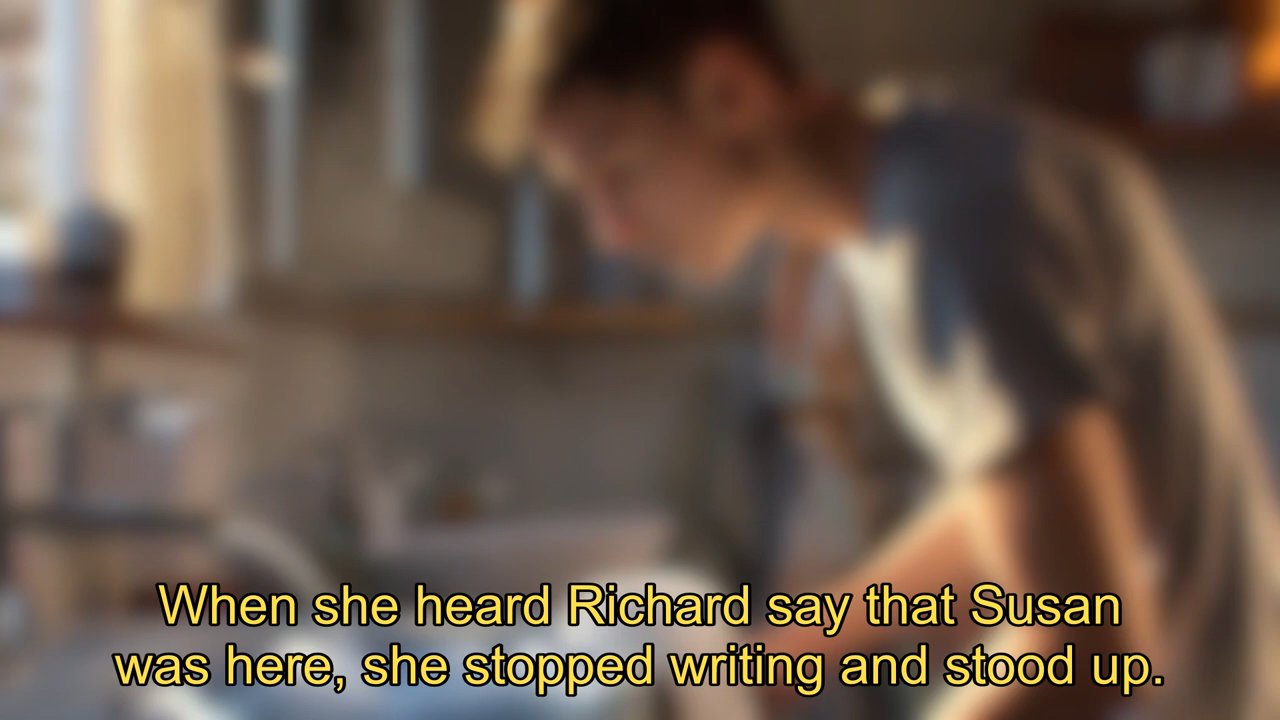 When she heard Richard say that Susan
was here, she stopped writing and stood up.